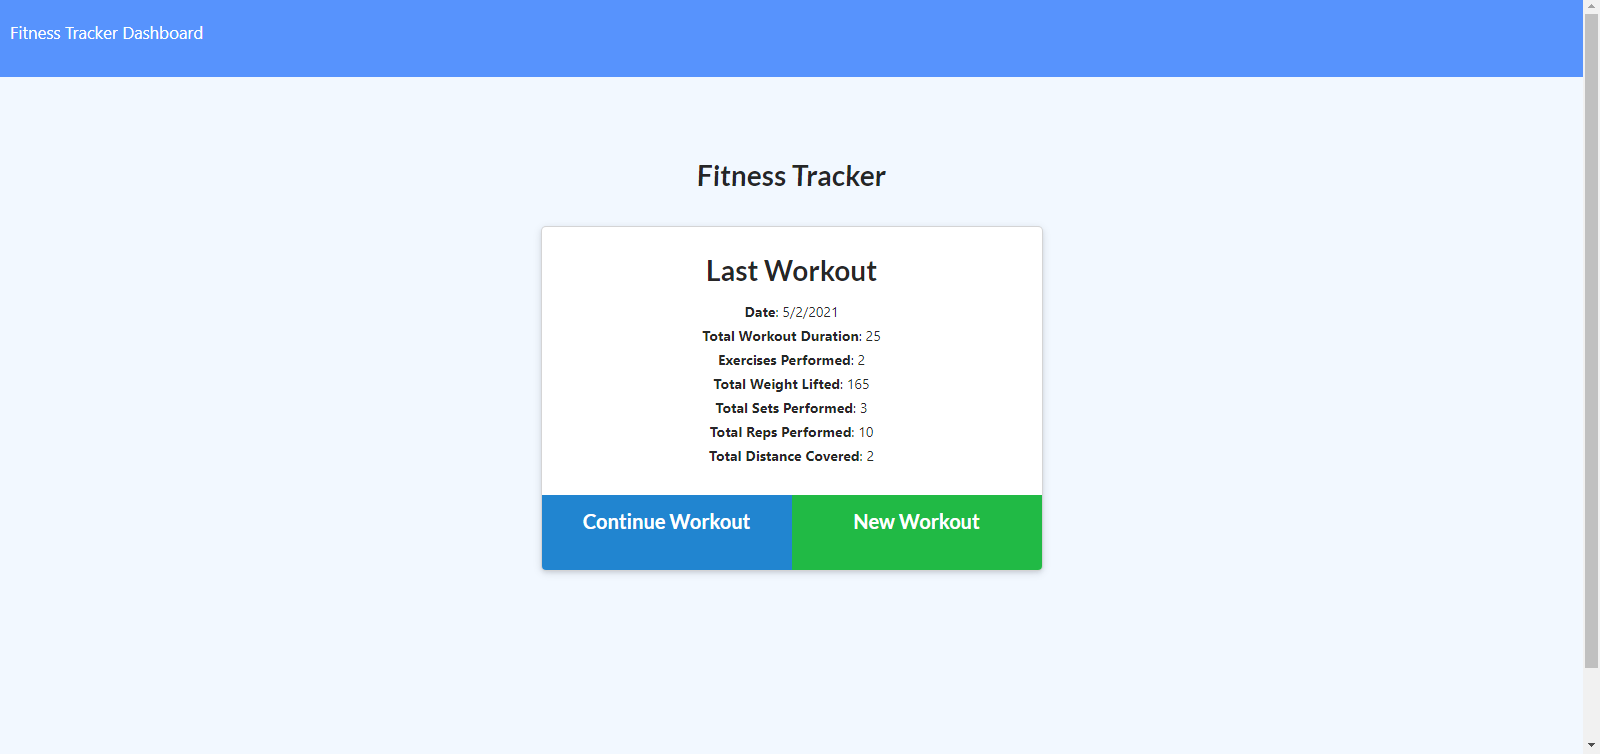 Fitness Tracker Dashboard
Fitness Tracker
Last Workout
Date: 5/2/2021
Total Workout Duration: 25
Exercises Performed: 2
Total Weight Lifted: 165
Total Sets Performed: 3
Total Reps Performed: 10
Total Distance Covered: 2
Continue Workout
New Workout